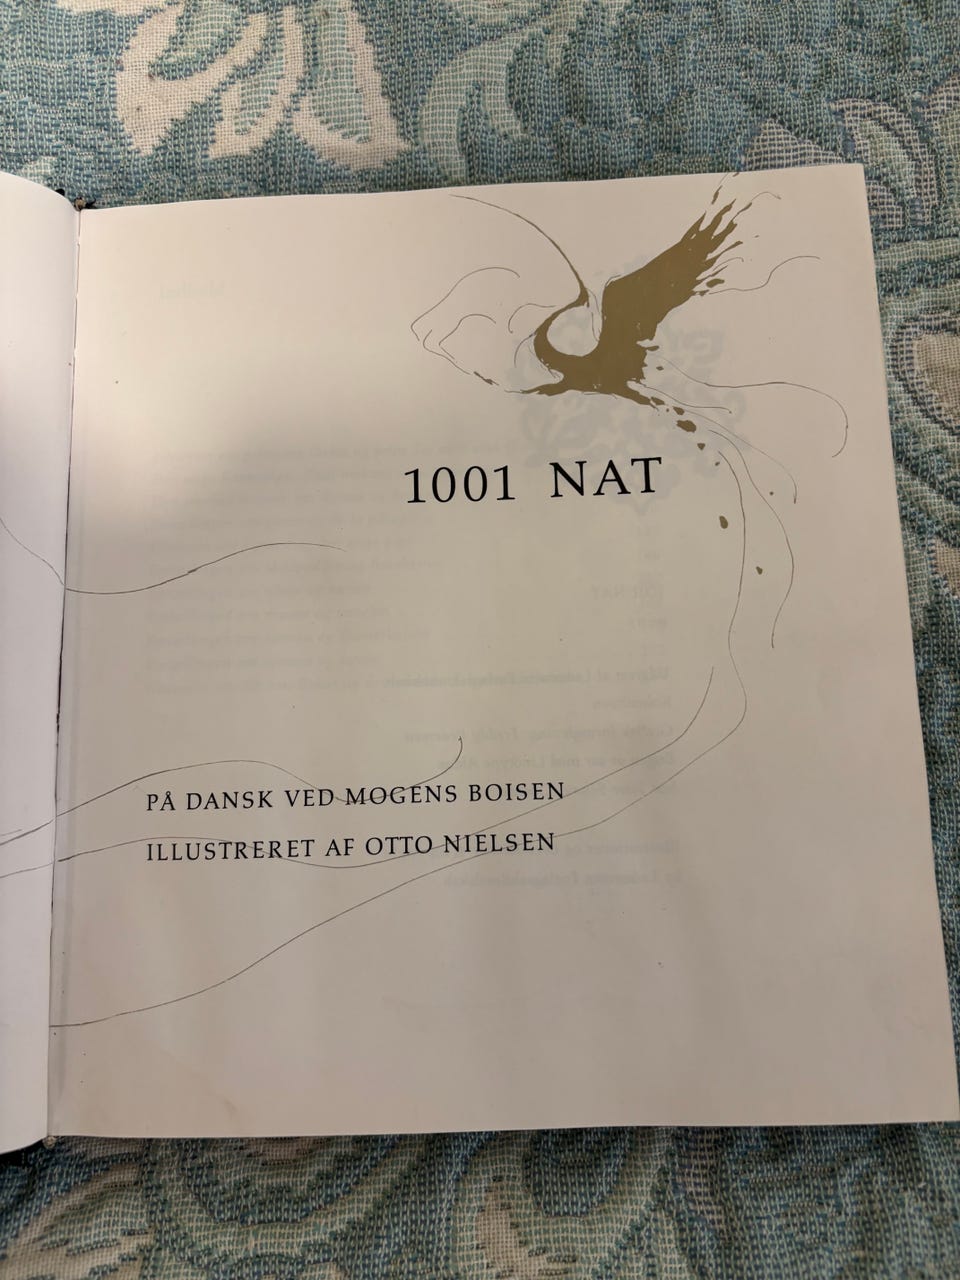 1001 NAT
PÅ DANSK VED MOGENS BOISEN
ILLUSTRERET AF OTTO NIELSEN